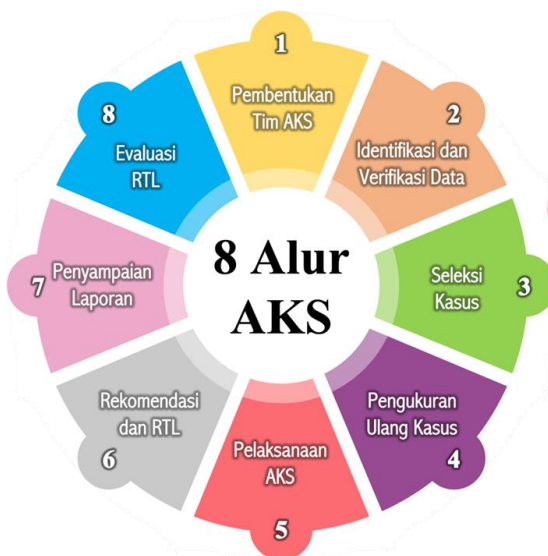 8 Alur
AKS
1
Pembentukan
Tim AKS
2
Identifikasi dan
Verifikasi Data
3
Seleksi
Kasus
4
Pengukuran
Ulang Kasus
5
Pelaksanaan
AKS
6
Rekomendasi
dan RTL
7
Penyampaian
Laporan
8
Evaluasi
RTL